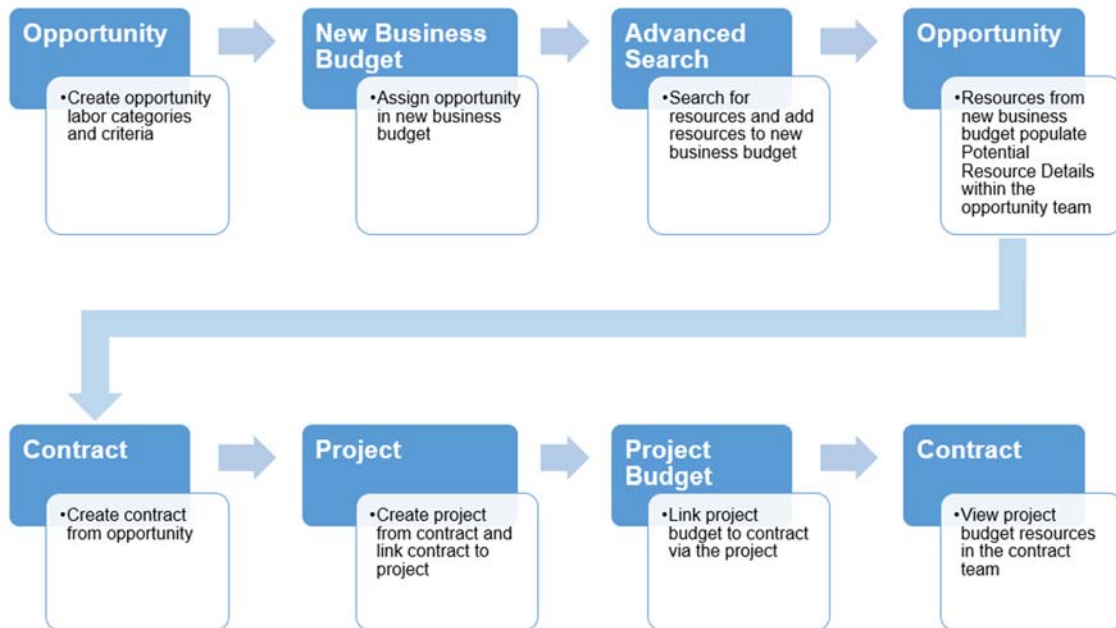 Opportunity
•Create opportunity
labor categories
and criteria
New Business
Budget
•Assign opportunity
in new business
budget
Advanced
Search
•Search for
resources and add
resources to new
business budget
Opportunity
•Resources from
new business
budget populate
Potential
Resource Details
within the
opportunity team
Contract
•Create contract
from opportunity
Project
•Create project
from contract and
link contract to
project
Project
Budget
•Link project
budget to contract
via the project
Contract
•View project
budget resources
in the contract
team